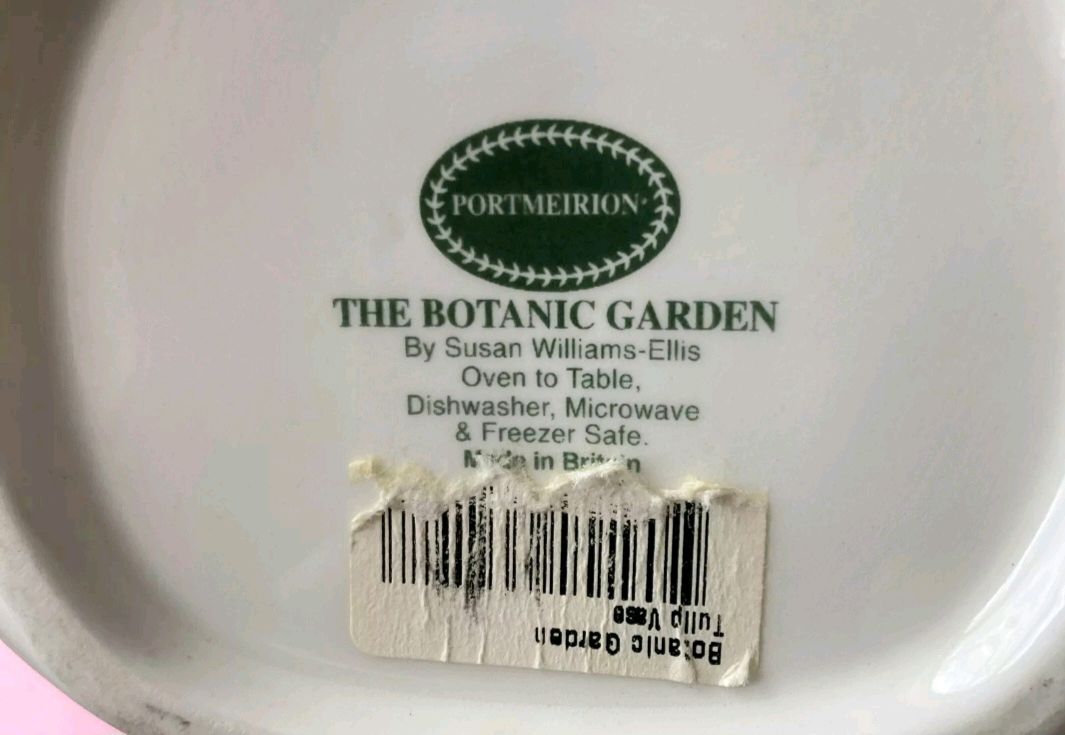 PORTMEIRION
THE BOTANIC GARDEN
By Susan Williams-Ellis
Oven to Table,
Dishwasher, Microwave
& Freezer Safe.
Made in Britain
Botanic Garden
Tulip Vase